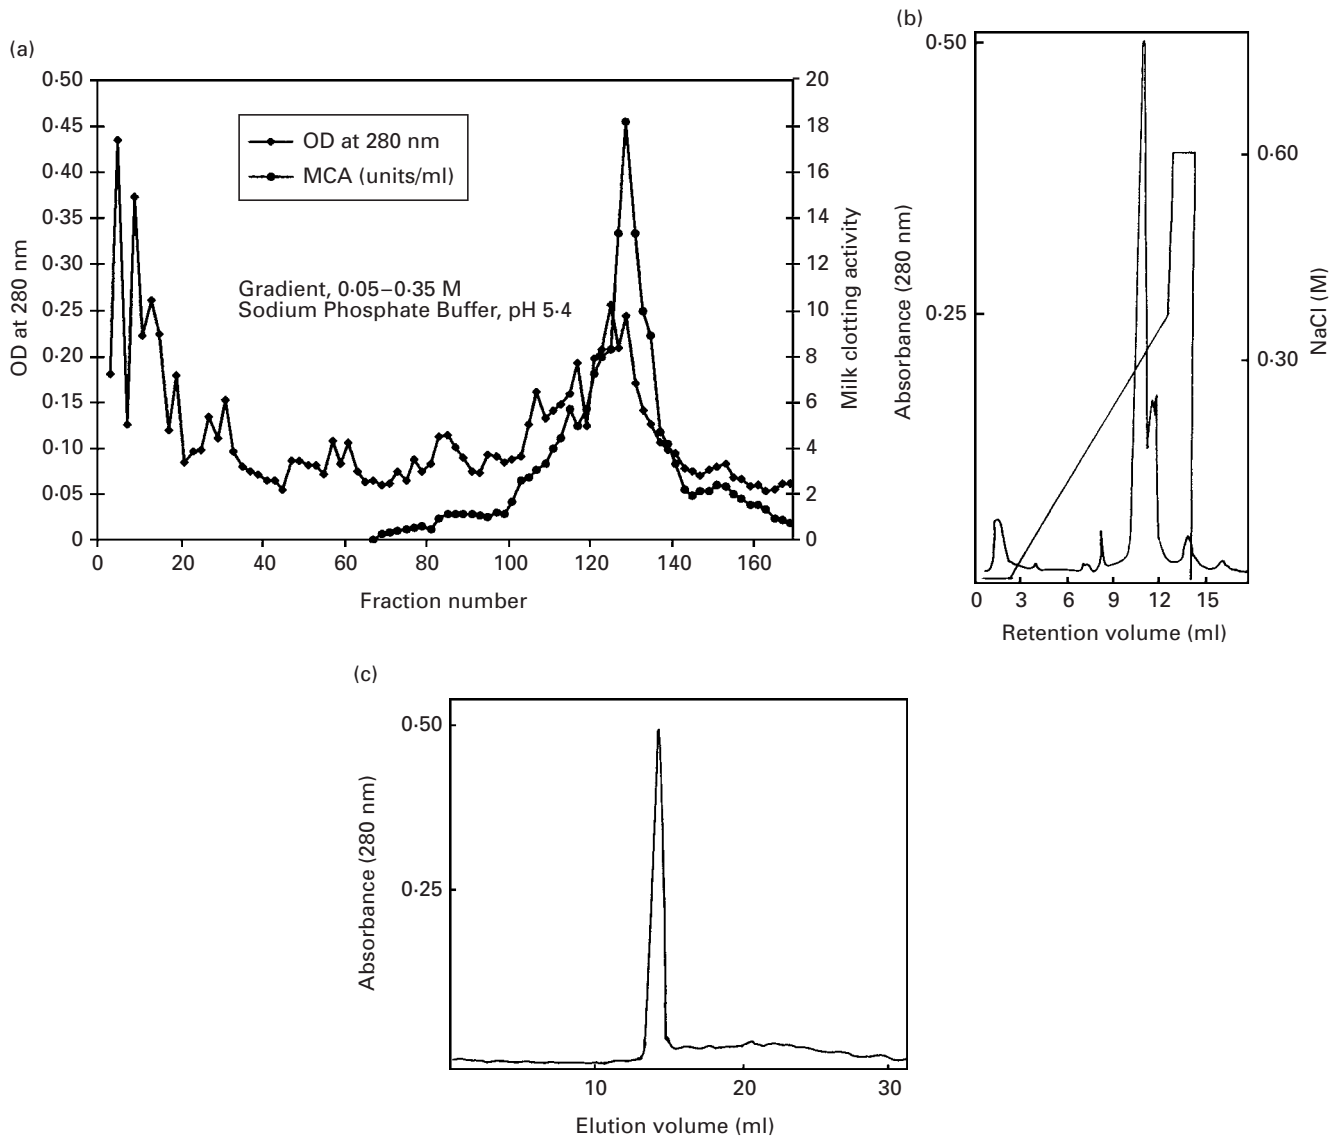 (a)
0·50
0·45
0·40
0·35
0·30
0·25
0·20
0·15
0·10
0·05
0
OD at 280 nm
OD at 280 nm
MCA (units/ml)
Gradient, 0·05–0·35 M
Sodium Phosphate Buffer, pH 5·4
20
18
16
14
12
10
8
6
4
2
0
Milk clotting activity
0 20 40 60 80 100 120 140 160
Fraction number
(b)
0·50
0·25
Absorbance (280 nm)
0·60
0·30
NaCl (M)
0 3 6 9 12 15
Retention volume (ml)
(c)
0·50
0·25
Absorbance (280 nm)
10 20 30
Elution volume (ml)